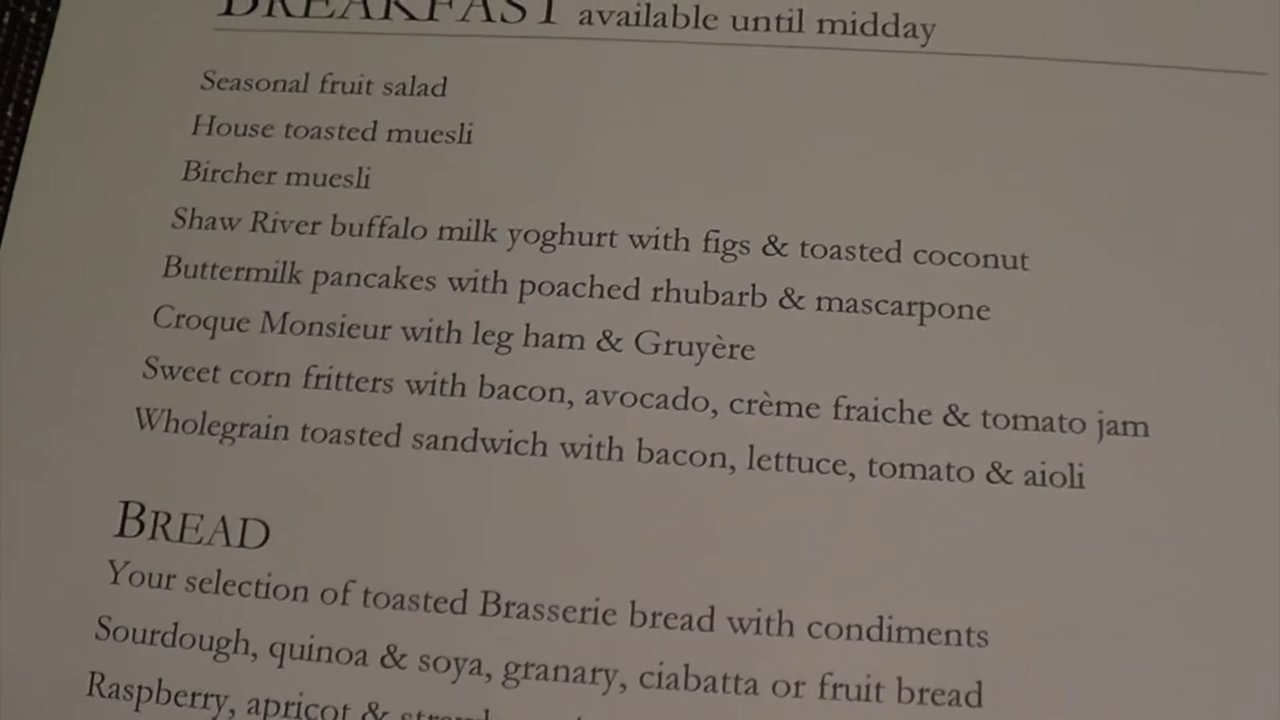 BREAKFAST available until midday
Seasonal fruit salad
House toasted muesli
Bircher muesli
Shaw River buffalo milk yoghurt with figs & toasted coconut
Buttermilk pancakes with poached rhubarb & mascarpone
Croque Monsieur with leg ham & Gruyère
Sweet corn fritters with bacon, avocado, crème fraiche & tomato jam
Wholegrain toasted sandwich with bacon, lettuce, tomato & aioli
BREAD
Your selection of toasted Brasserie bread with condiments
Sourdough, quinoa & soya, granary, ciabatta or fruit bread
Raspberry, apricot &